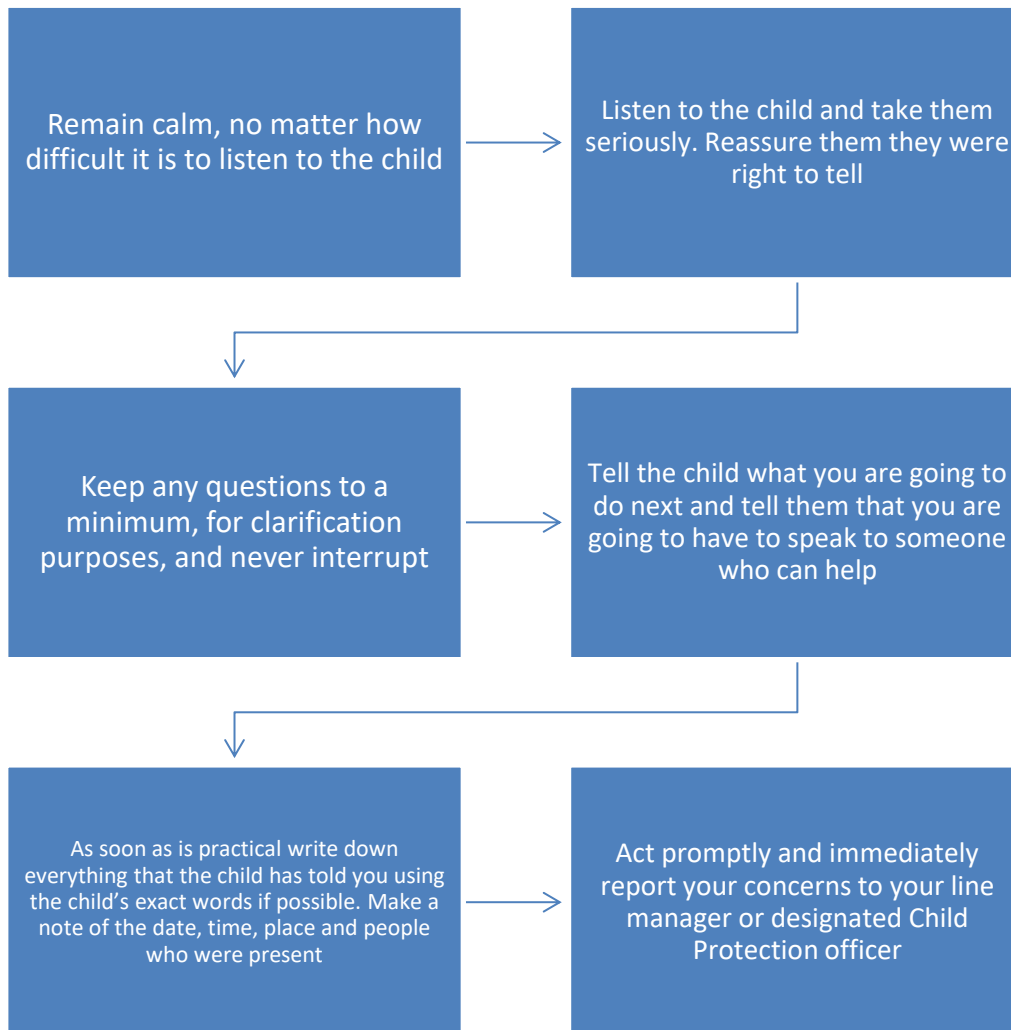 Remain calm, no matter how
difficult it is to listen to the child
Listen to the child and take them
seriously. Reassure them they were
right to tell
Keep any questions to a
minimum, for clarification
purposes, and never interrupt
Tell the child what you are going to
do next and tell them that you are
going to have to speak to someone
who can help
As soon as is practical write down
everything that the child has told you using
the child’s exact words if possible. Make a
note of the date, time, place and people
who were present
Act promptly and immediately
report your concerns to your line
manager or designated Child
Protection officer